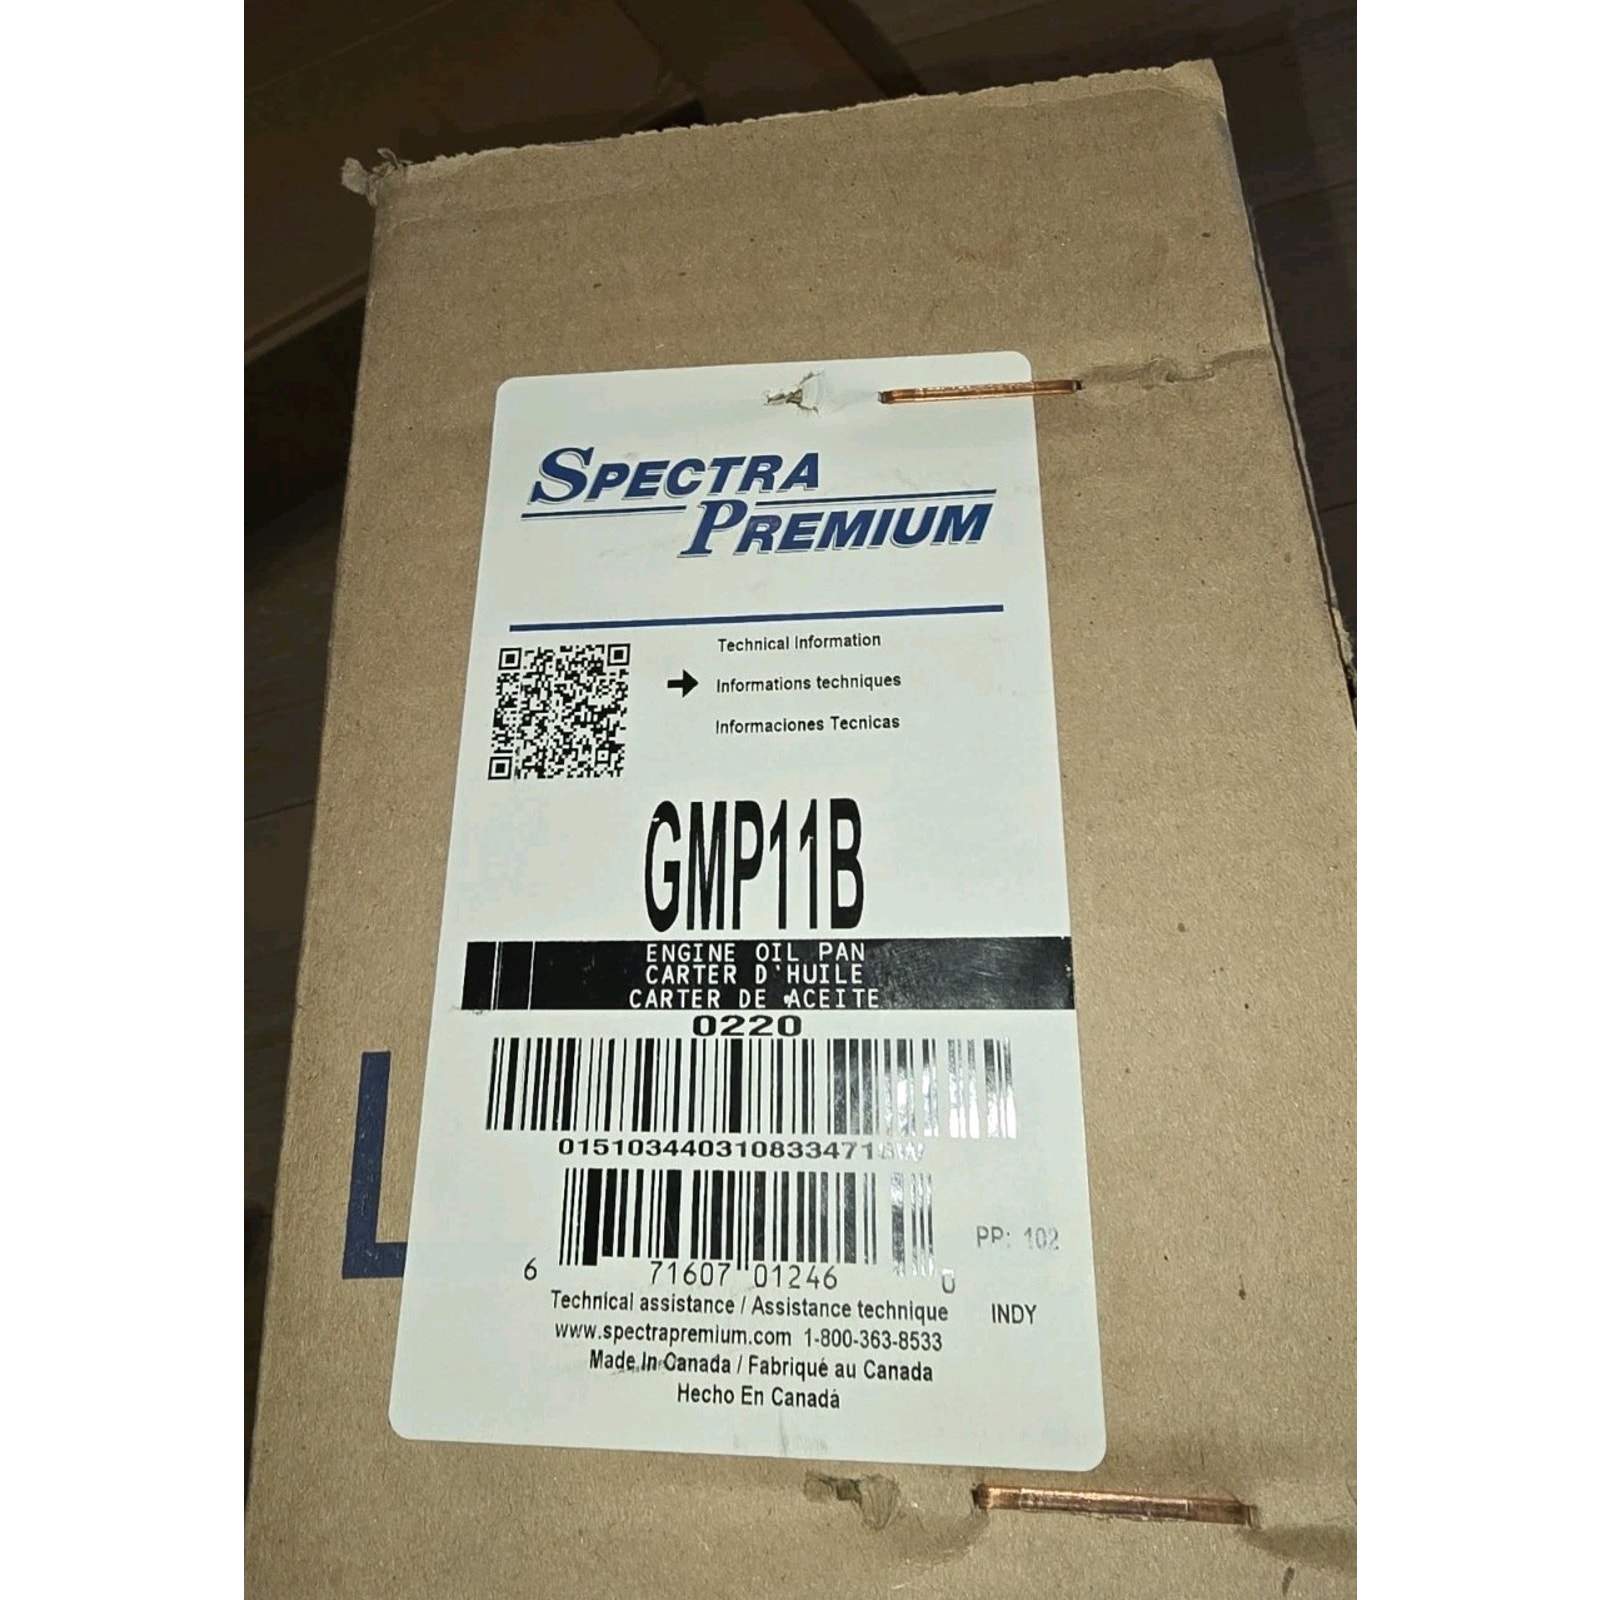 SPECTRA
PREMIUM
Technical Information
Informations techniques
Informaciones Tecnicas
GMP11B
ENGINE OIL PAN
CARTER D'HUILE
CARTER DE ACEITE
0220
015103440310833471
6 71607 01246 0
PP: 102
Technical assistance / Assistance technique
INDY
www.spectrapremium.com 1-800-363-8533
Made In Canada / Fabriqué au Canada
Hecho En Canadá
L